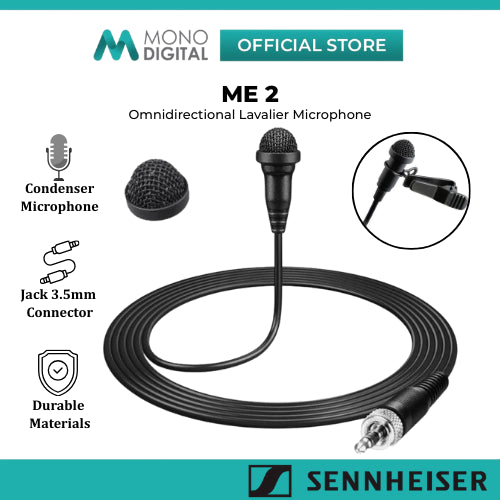 MONO
DIGITAL
OFFICIAL STORE
ME 2
Omnidirectional Lavalier Microphone
Condenser
Microphone
Jack 3.5mm
Connector
Durable
Materials
SENNHEISER